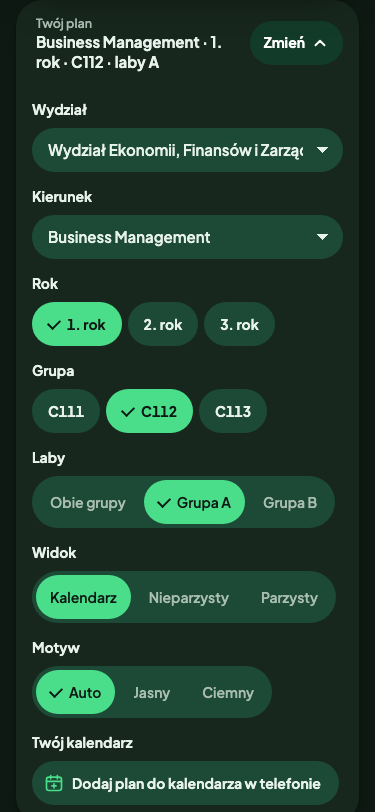 Twój plan
Business Management · 1.
rok · C112 · laby A
Zmień
Wydział
Wydział Ekonomii, Finansów i Zarząd
Kierunek
Business Management
Rok
1. rok
2. rok
3. rok
Grupa
C111
C112
C113
Laby
Obie grupy
Grupa A
Grupa B
Widok
Kalendarz
Nieparzysty
Parzysty
Motyw
Auto
Jasny
Ciemny
Twój kalendarz
Dodaj plan do kalendarza w telefonie